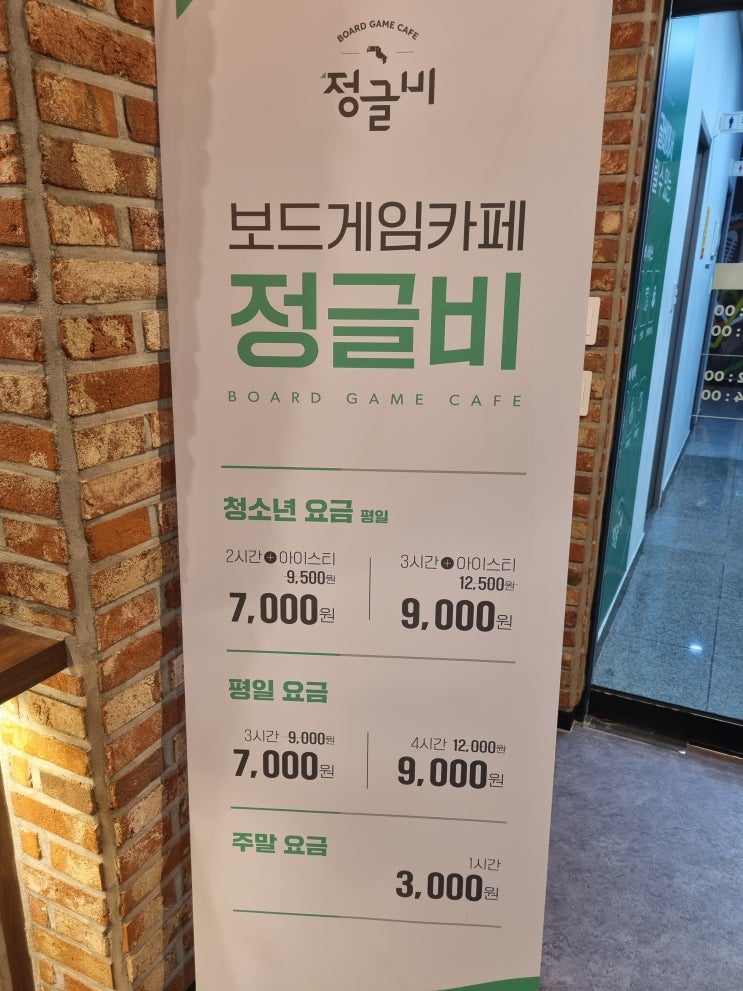 BOARD GAME CAFE
정글비
보드게임카페
정글비
BOARD GAME CAFE
청소년 요금 평일
2시간+아이스티
9,500원
7,000원
3시간+아이스티
12,500원
9,000원
평일 요금
3시간 9,000원
7,000원
4시간 12,000원
9,000원
주말 요금
1시간
3,000원